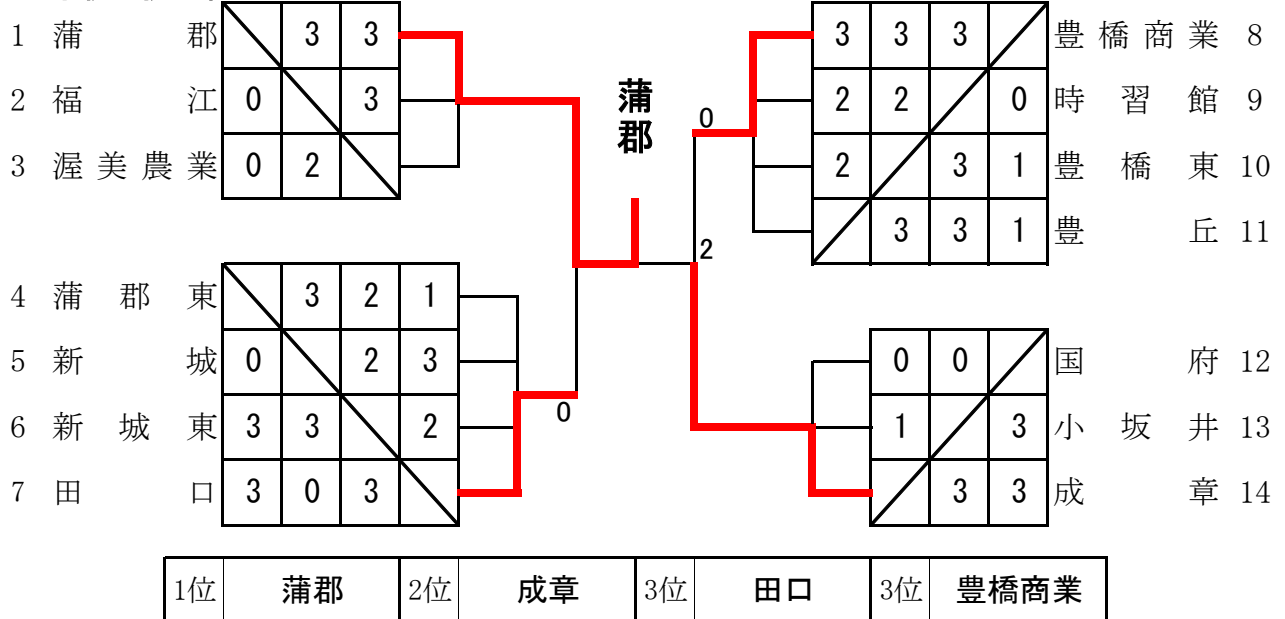 1 蒲郡 3 3
2 福江 0 3
3 渥美農業 0 2
4 蒲郡東 3 2 1
5 新城 0 2 3
6 新城東 3 3 2
7 田口 3 0 3
0
蒲郡
0
2
3 3 3 豊橋商業 8
2 2 0 時習館 9
2 3 1 豊橋東 10
3 3 1 豊丘 11
0 0 国府 12
1 3 小坂井 13
3 3 成章 14
1位 蒲郡 2位 成章 3位 田口 3位 豊橋商業